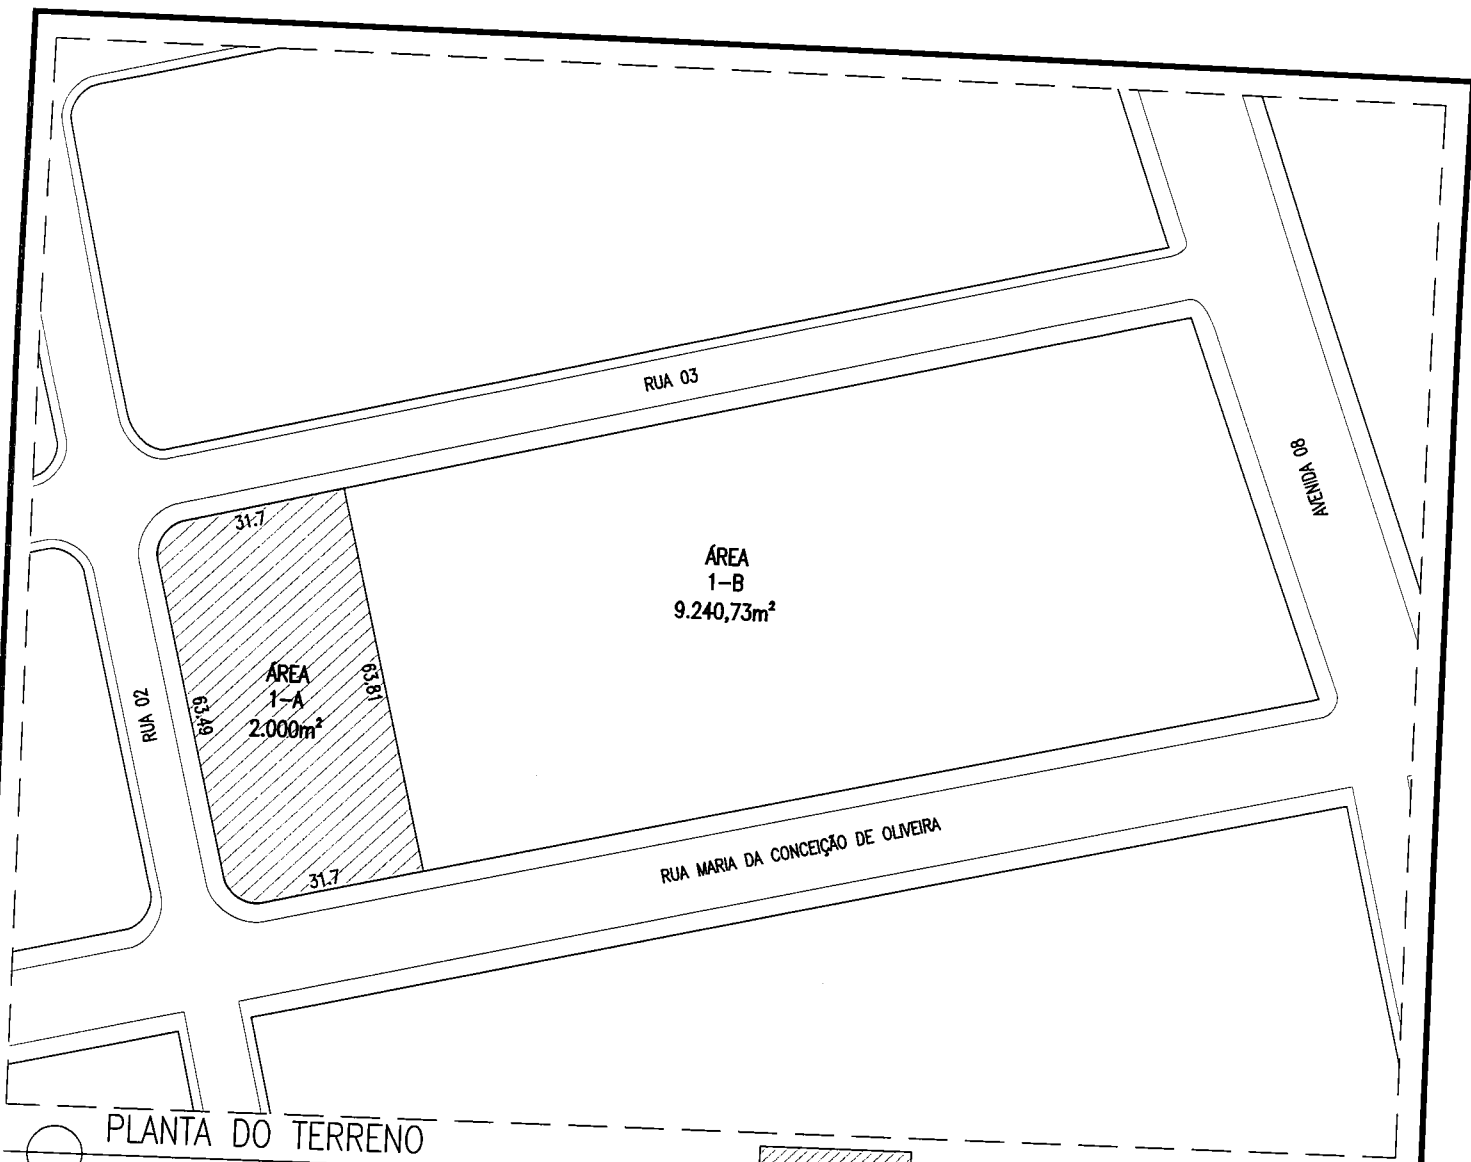 RUA 03
AVENIDA 08
31.7
ÁREA
1-B
9.240,73m²
ÁREA
1-A
2.000m²
63,81
63,49
RUA 02
31.7
RUA MARIA DA CONCEIÇÃO DE OLIVEIRA
PLANTA DO TERRENO